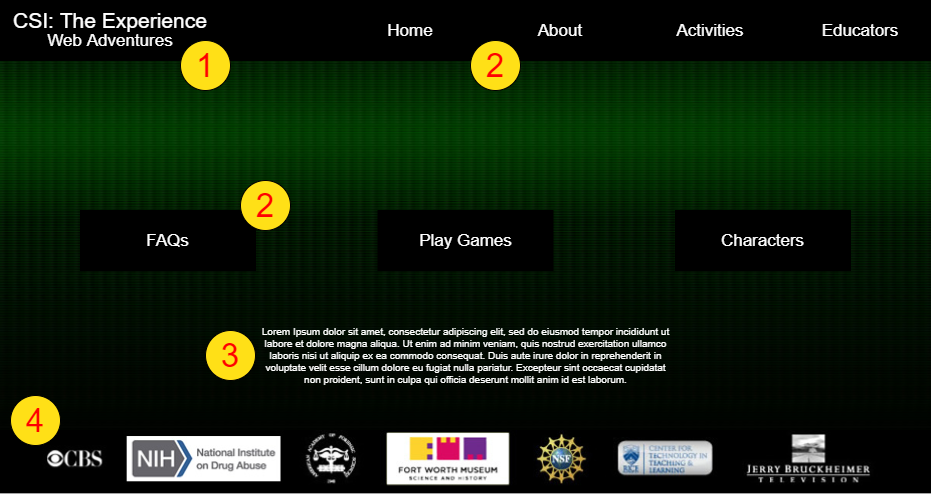 CSI: The Experience
Web Adventures
Home
About
Activities
Educators
1
2
2
FAQs
Play Games
Characters
3
Lorem Ipsum dolor sit amet, consectetur adipiscing elit, sed do eiusmod tempor incididunt ut
labore et dolore magna aliqua. Ut enim ad minim veniam, quis nostrud exercitation ullamco
laboris nisi ut aliquip ex ea commodo consequat. Duis aute irure dolor in reprehenderit in
voluptate velit esse cillum dolore eu fugiat nulla pariatur. Excepteur sint occaecat cupidatat
non proident, sunt in culpa qui officia deserunt mollit anim id est laborum.
4
CBS
NIH
National Institute
on Drug Abuse
FORT WORTH MUSEUM
SCIENCE AND HISTORY
NSF
RICE
CENTER FOR
TECHNOLOGY IN
TEACHING &
LEARNING
JERRY BRUCKHEIMER
TELEVISION